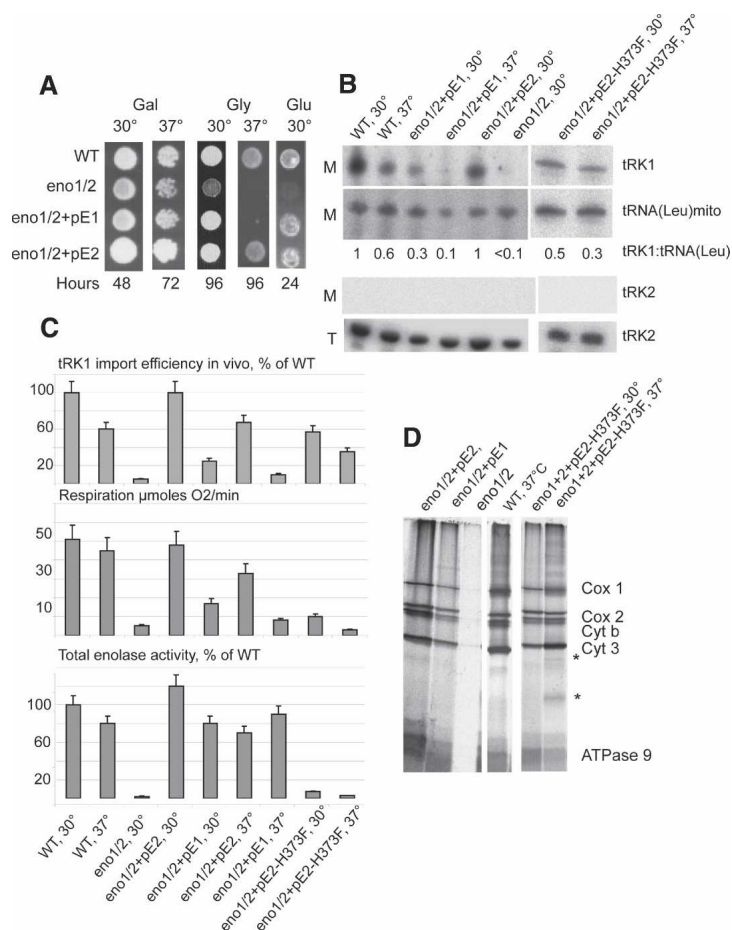 A
Gal Gly Glu
30° 37° 30° 37° 30°
WT
eno1/2
eno1/2+pE1
eno1/2+pE2
Hours 48 72 96 96 24
B
WT, 30°
WT, 37°
eno1/2+pE1, 30°
eno1/2+pE1, 37°
eno1/2+pE2, 30°
eno1/2, 30°
eno1/2+pE2-H373F, 30°
eno1/2+pE2-H373F, 37°
M tRK1
M tRNA(Leu)mito
1 0.6 0.3 0.1 1 <0.1 0.5 0.3 tRK1:tRNA(Leu)
M tRK2
T tRK2
C
tRK1 import efficiency in vivo, % of WT
100
60
20
Respiration µmoles O2/min
50
30
10
Total enolase activity, % of WT
100
60
20
WT, 30°
WT, 37°
eno1/2, 30°
eno1/2+pE2, 30°
eno1/2+pE1, 30°
eno1/2+pE2, 37°
eno1/2+pE1, 37°
eno1/2+pE2-H373F, 30°
eno1/2+pE2-H373F, 37°
D
eno1/2+pE2,
eno1/2+pE1
eno1/2
WT, 37°C
eno1+2+pE2-H373F, 30°
eno1+2+pE2-H373F, 37°
Cox 1
Cox 2
Cyt b
Cyt 3
*
*
ATPase 9